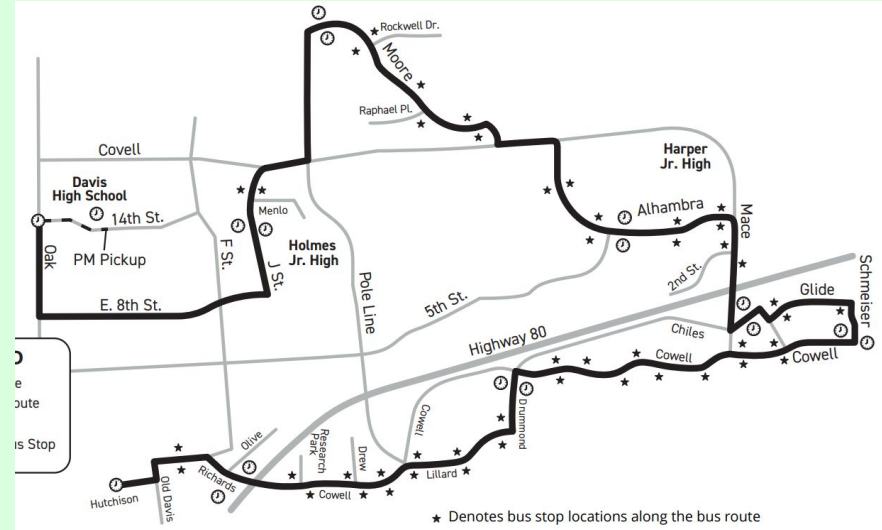 Rockwell Dr.
Moore
Raphael Pl.
Covell
Harper
Jr. High
Davis
High School
14th St.
Menlo
Alhambra
Mace
PM Pickup
Oak
F St.
J St.
Holmes
Jr. High
Pole Line
2nd St.
Schmeiser
E. 8th St.
5th St.
Glide
Highway 80
Chiles
Cowell
Cowell
D
e
oute
us Stop
Cowell
Drummond
Olive
Research
Park
Drew
Richards
Lillard
Hutchison
Old Davis
Cowell
★ Denotes bus stop locations along the bus route